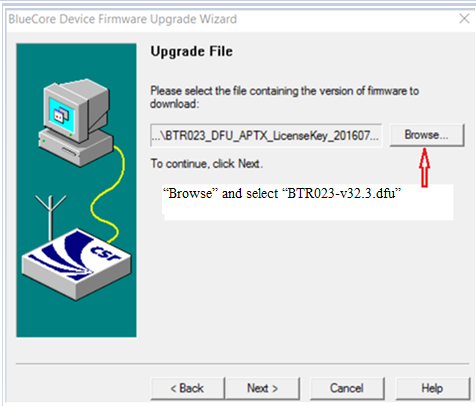 BlueCore Device Firmware Upgrade Wizard
Upgrade File
Please select the file containing the version of firmware to
download:
...\BTR023_DFU_APTX_LicenseKey_201607...
Browse...
To continue, click Next.
“Browse” and select “BTR023-v32.3.dfu”
csr
< Back
Next >
Cancel
Help